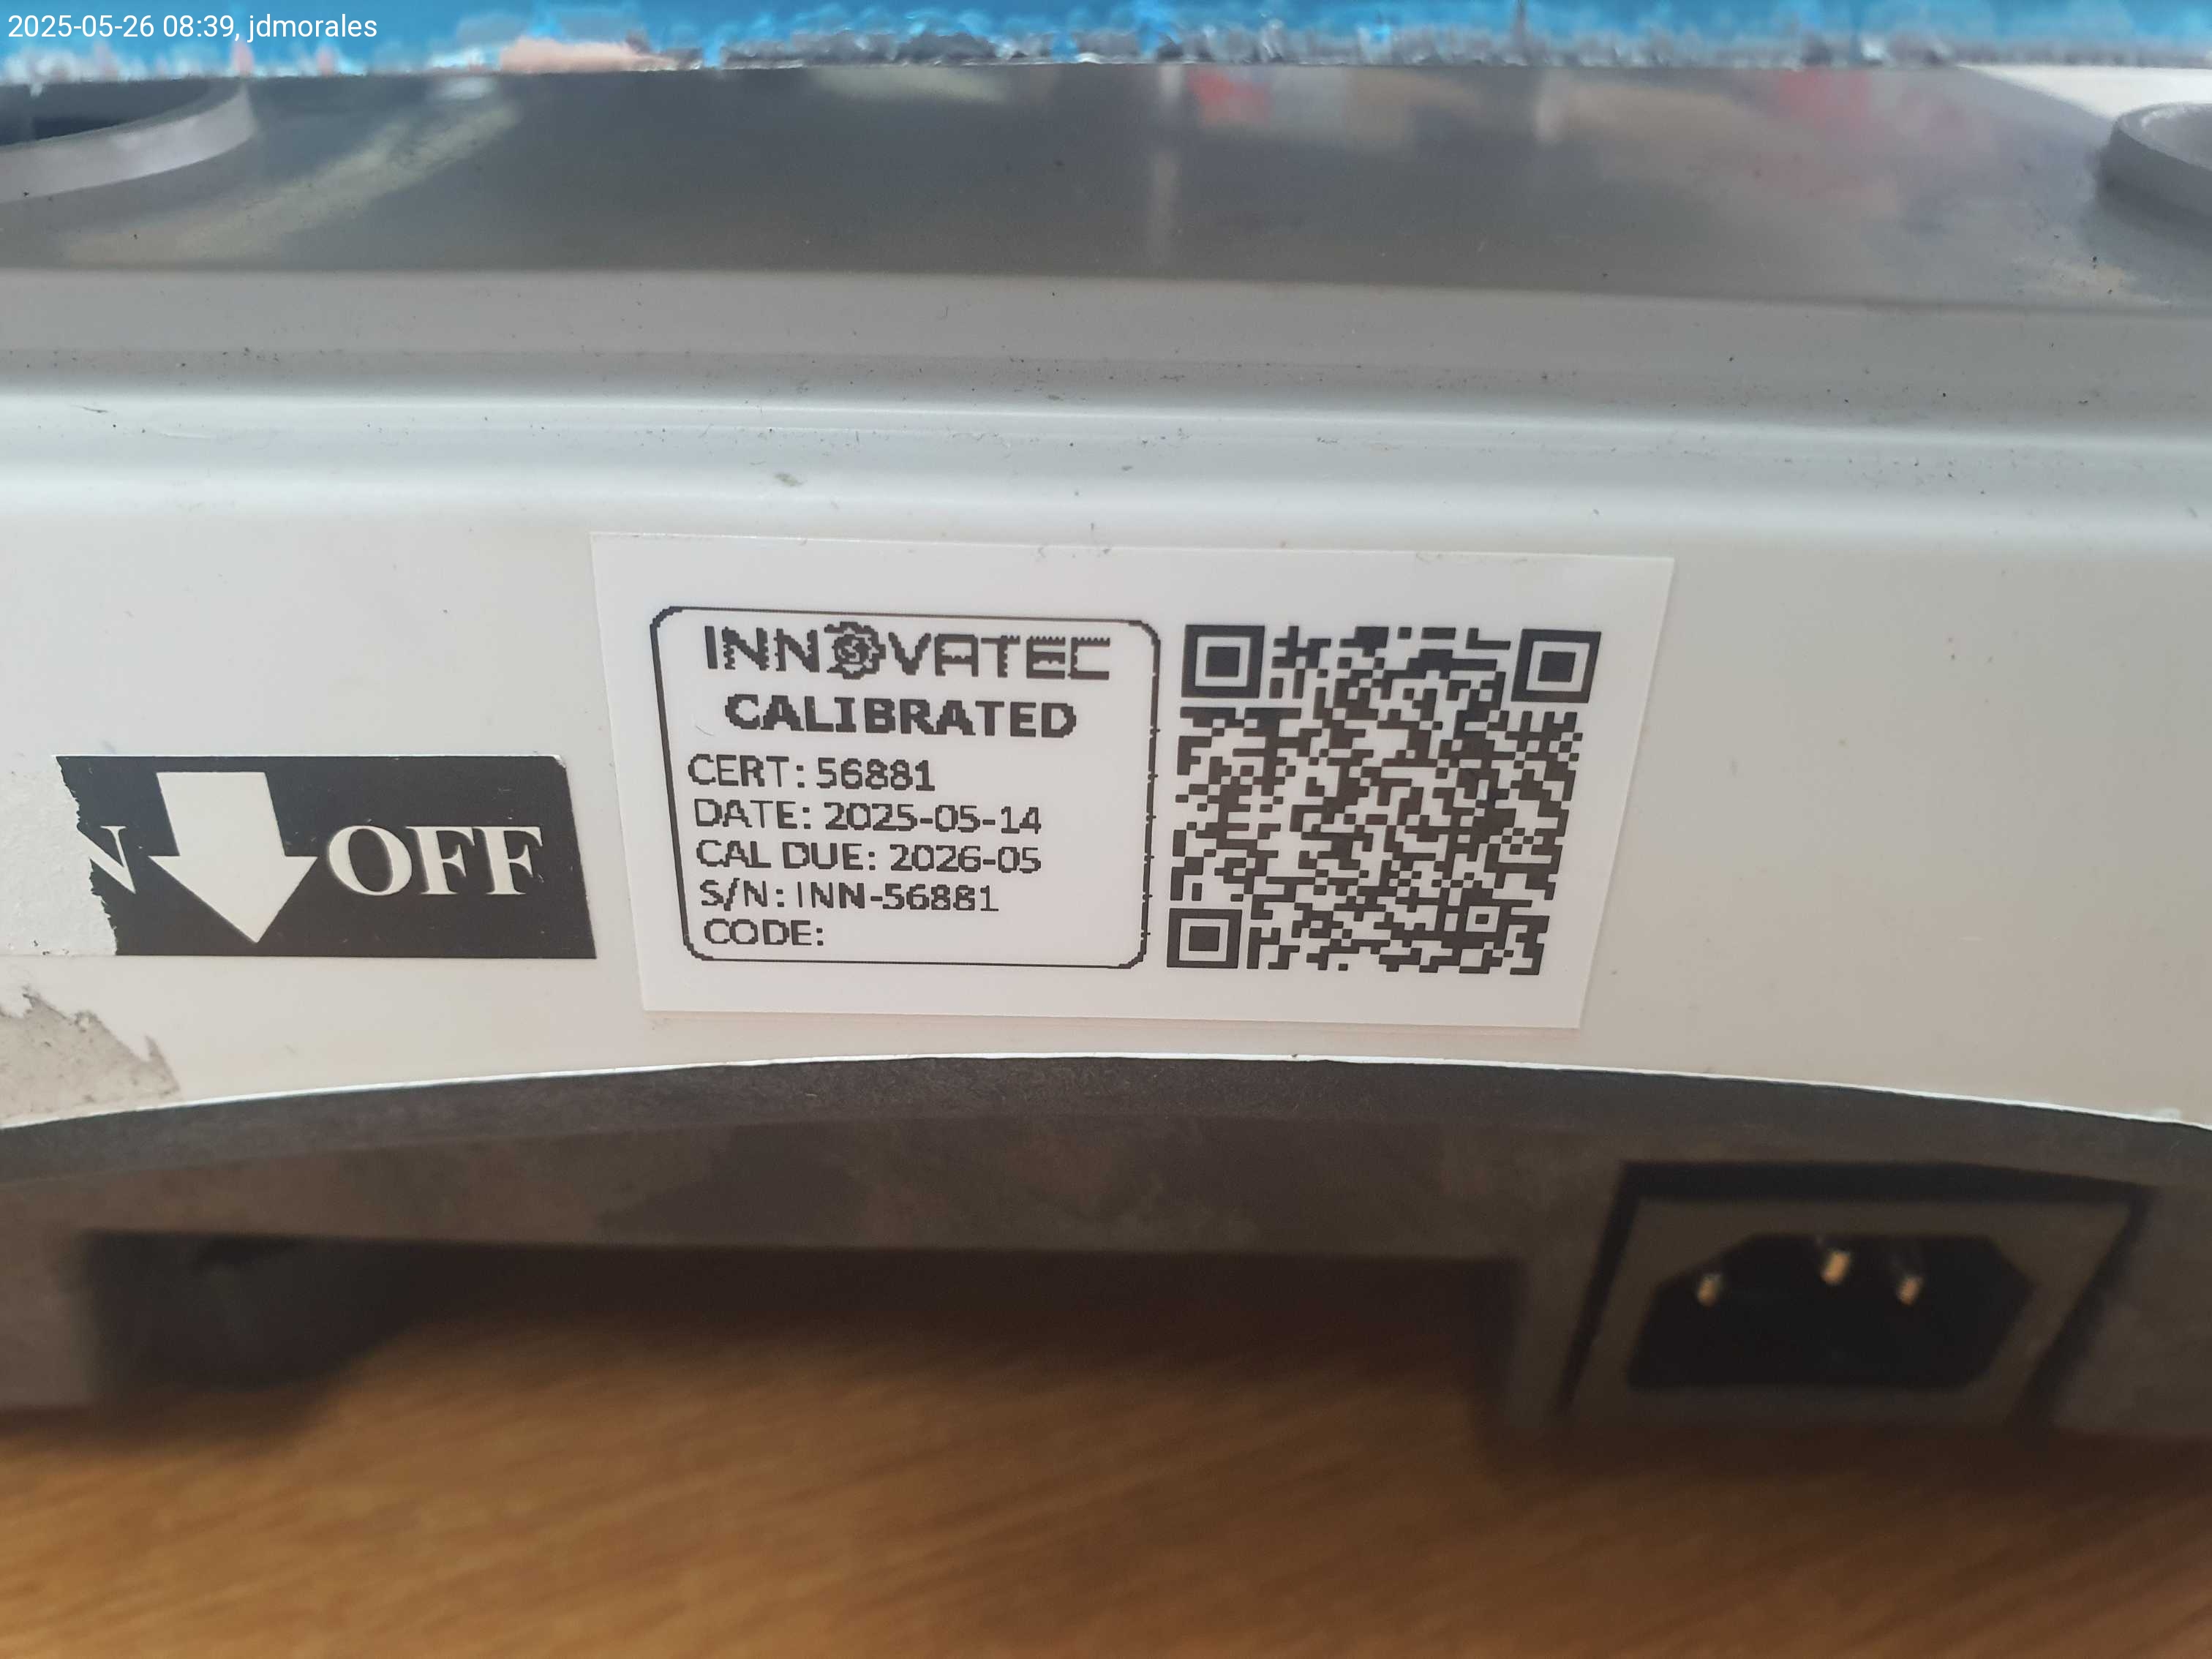 2025-05-26 08:39, jdmorales
INNOVATEC
CALIBRATED
CERT: 56881
DATE: 2025-05-14
CAL DUE: 2026-05
S/N: INN-56881
CODE:
N OFF